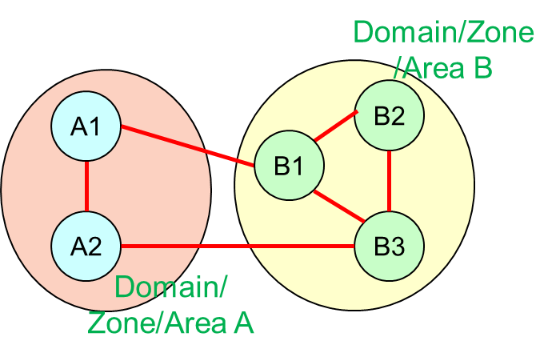 Domain/Zone
/Area B
A1
B2
B1
A2
B3
Domain/
Zone/Area A